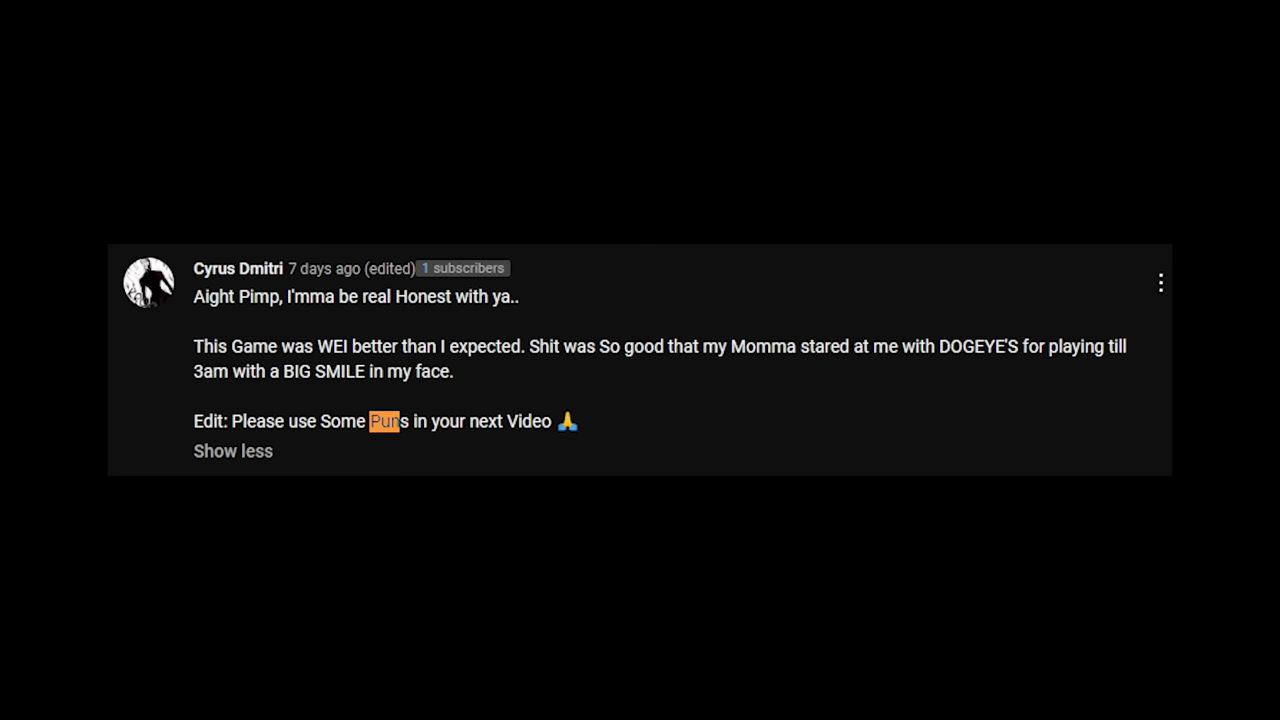 Cyrus Dmitri 7 days ago (edited) 1 subscribers
Aight Pimp, I'mma be real Honest with ya..
This Game was WEI better than I expected. Shit was So good that my Momma stared at me with DOGEYE'S for playing till
3am with a BIG SMILE in my face.
Edit: Please use Some Puns in your next Video 🙏
Show less